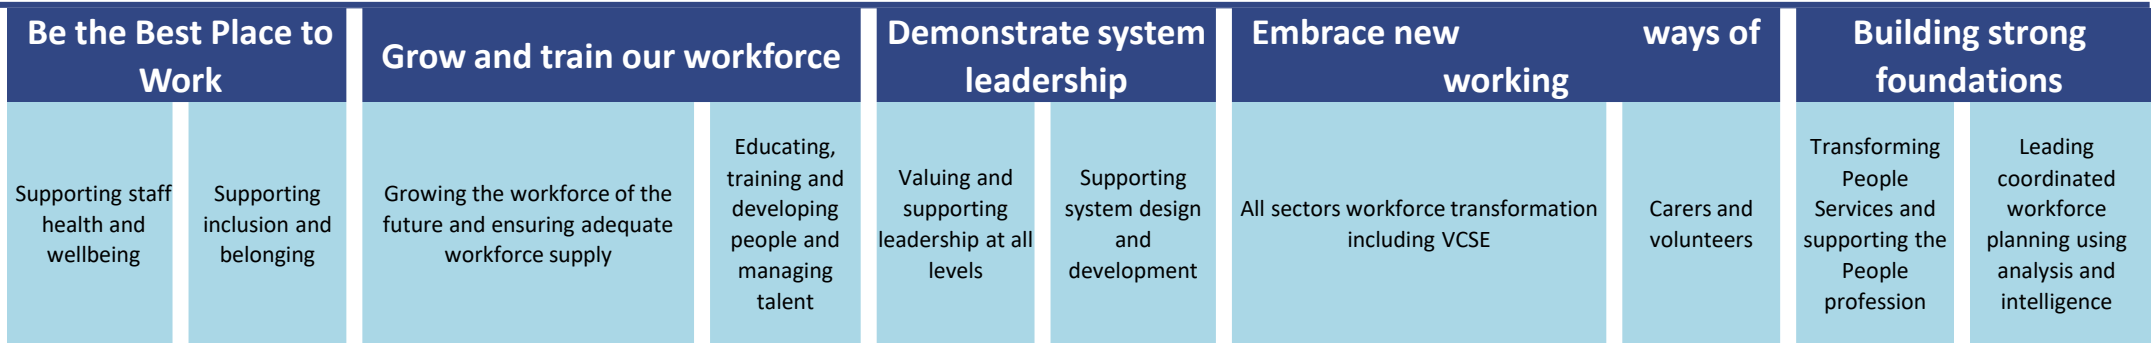 Be the Best Place to
Work
Grow and train our workforce
Demonstrate system
leadership
Embrace new ways of
working
Building strong
foundations
Supporting staff
health and
wellbeing
Supporting
inclusion and
belonging
Growing the workforce of the
future and ensuring adequate
workforce supply
Educating,
training and
developing
people and
managing
talent
Valuing and
supporting
leadership at all
levels
Supporting
system design
and
development
All sectors workforce transformation
including VCSE
Carers and
volunteers
Transforming
People
Services and
supporting the
People
profession
Leading
coordinated
workforce
planning using
analysis and
intelligence